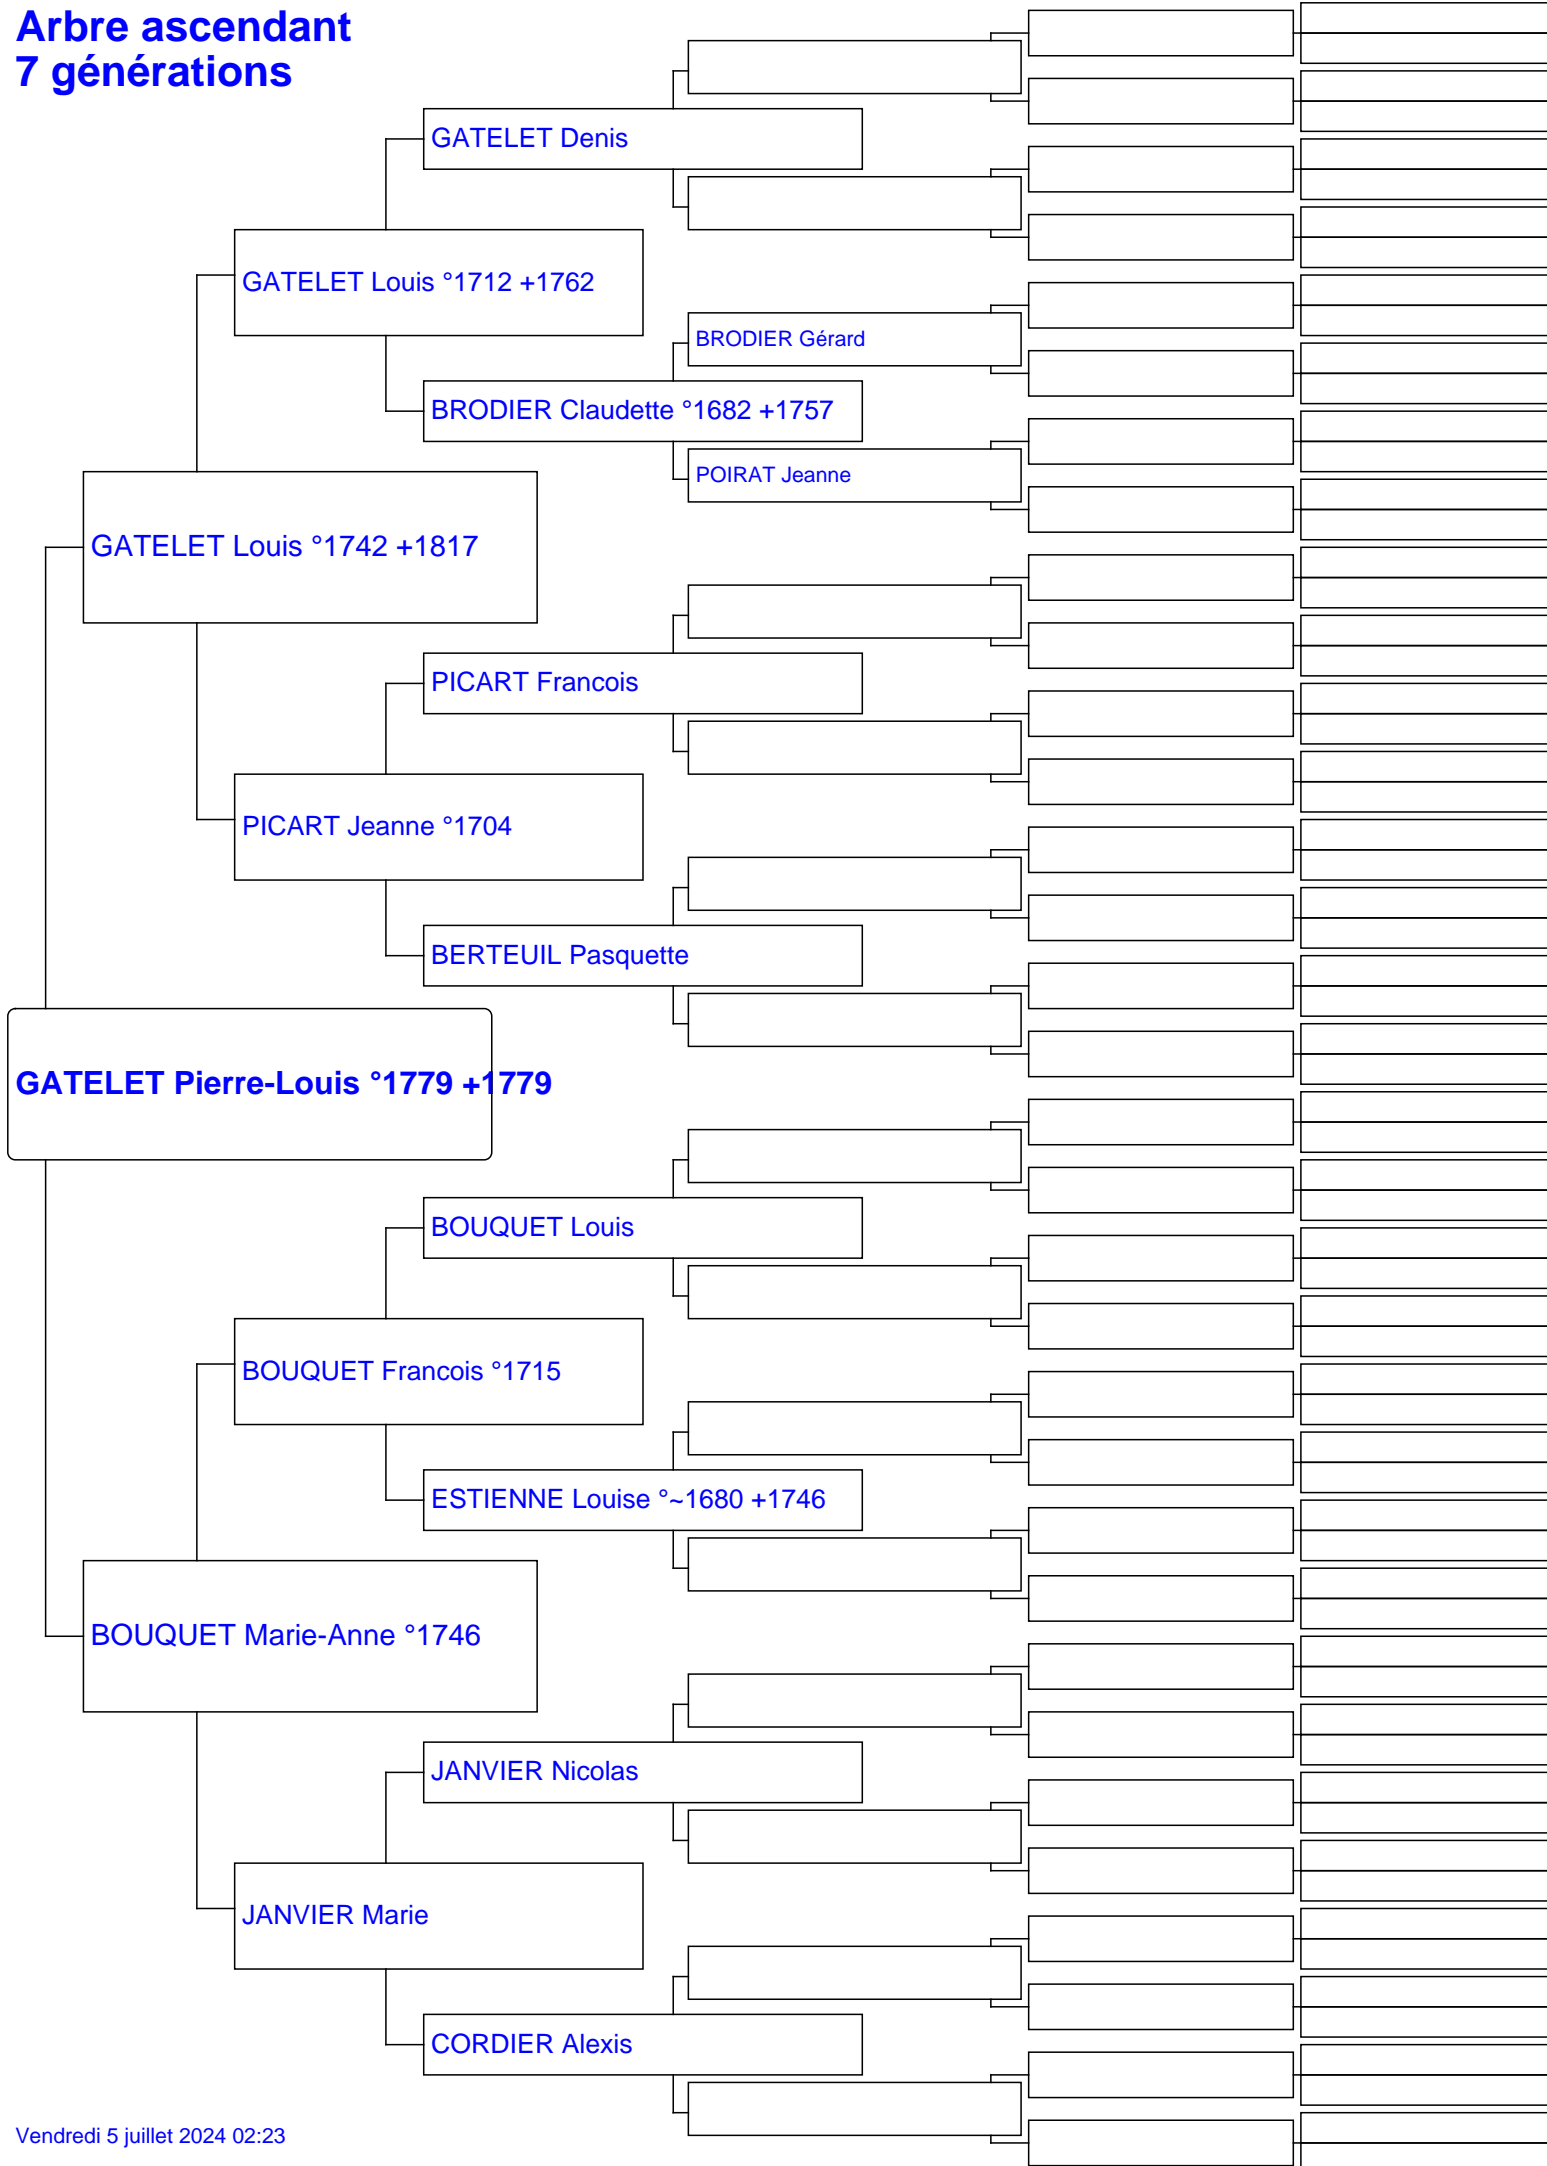 Arbre ascendant
7 générations
GATELET Denis
GATELET Louis °1712 +1762
BRODIER Gérard
BRODIER Claudette °1682 +1757
POIRAT Jeanne
GATELET Louis °1742 +1817
PICART Francois
PICART Jeanne °1704
BERTEUIL Pasquette
GATELET Pierre-Louis °1779 +1779
BOUQUET Louis
BOUQUET Francois °1715
ESTIENNE Louise °~1680 +1746
BOUQUET Marie-Anne °1746
JANVIER Nicolas
JANVIER Marie
CORDIER Alexis
Vendredi 5 juillet 2024 02:23